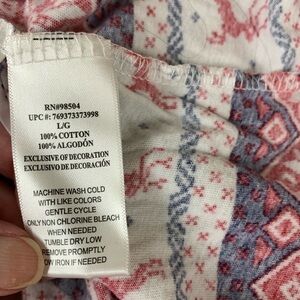 RN#98504
UPC #: 769373373998
L/G
100% COTTON
100% ALGODÓN
EXCLUSIVE OF DECORATION
EXCLUSIVO DE DECORACIÓN
MACHINE WASH COLD
WITH LIKE COLORS
GENTLE CYCLE
ONLY NON CHLORINE BLEACH
WHEN NEEDED
TUMBLE DRY LOW
REMOVE PROMPTLY
IRON IF NEEDED